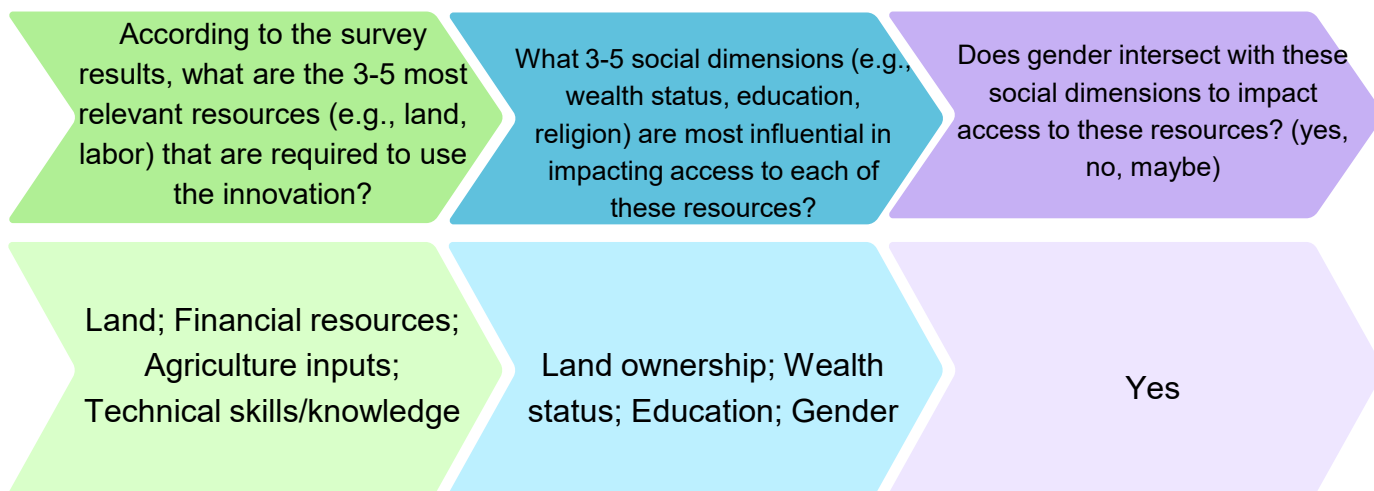 According to the survey
results, what are the 3-5 most
relevant resources (e.g., land,
labor) that are required to use
the innovation?
What 3-5 social dimensions (e.g.,
wealth status, education,
religion) are most influential in
impacting access to each of
these resources?
Does gender intersect with these
social dimensions to impact
access to these resources? (yes,
no, maybe)
Land; Financial resources;
Agriculture inputs;
Technical skills/knowledge
Land ownership; Wealth
status; Education; Gender
Yes